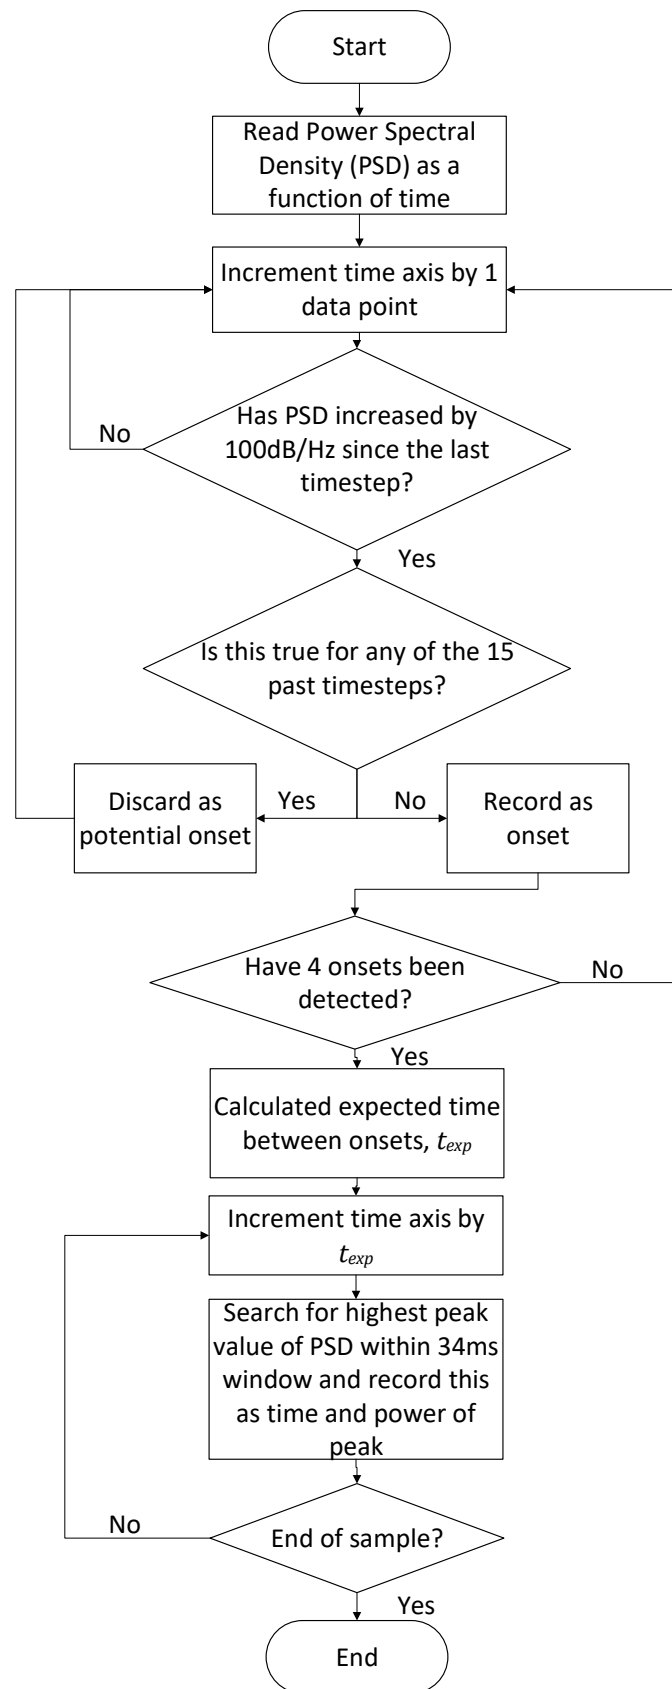 Start
Read Power Spectral
Density (PSD) as a
function of time
Increment time axis by 1
data point
Has PSD increased by
100dB/Hz since the last
timestep?
No
Yes
Is this true for any of the 15
past timesteps?
Discard as
potential onset
Yes
No
Record as
onset
Have 4 onsets been
detected?
No
Yes
Calculated expected time
between onsets, texp
Increment time axis by
texp
Search for highest peak
value of PSD within 34ms
window and record this
as time and power of
peak
No
End of sample?
Yes
End